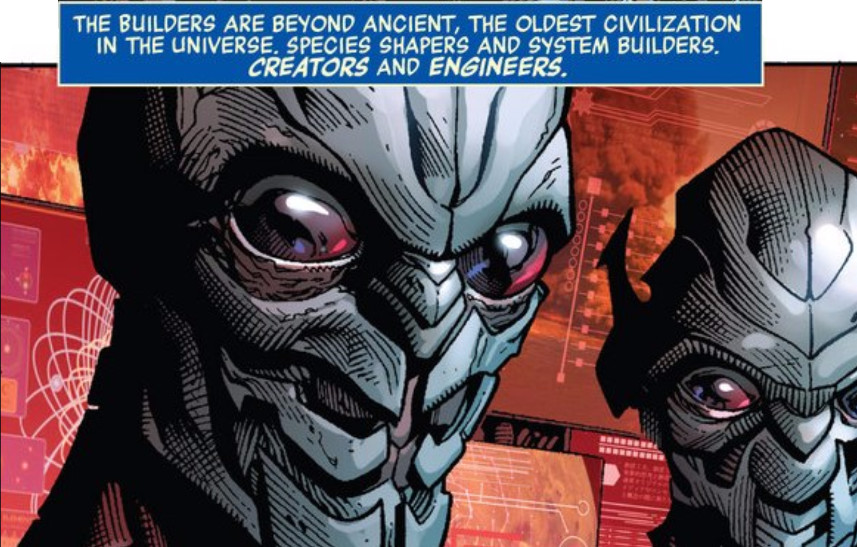 THE BUILDERS ARE BEYOND ANCIENT, THE OLDEST CIVILIZATION
IN THE UNIVERSE. SPECIES SHAPERS AND SYSTEM BUILDERS.
CREATORS AND ENGINEERS.